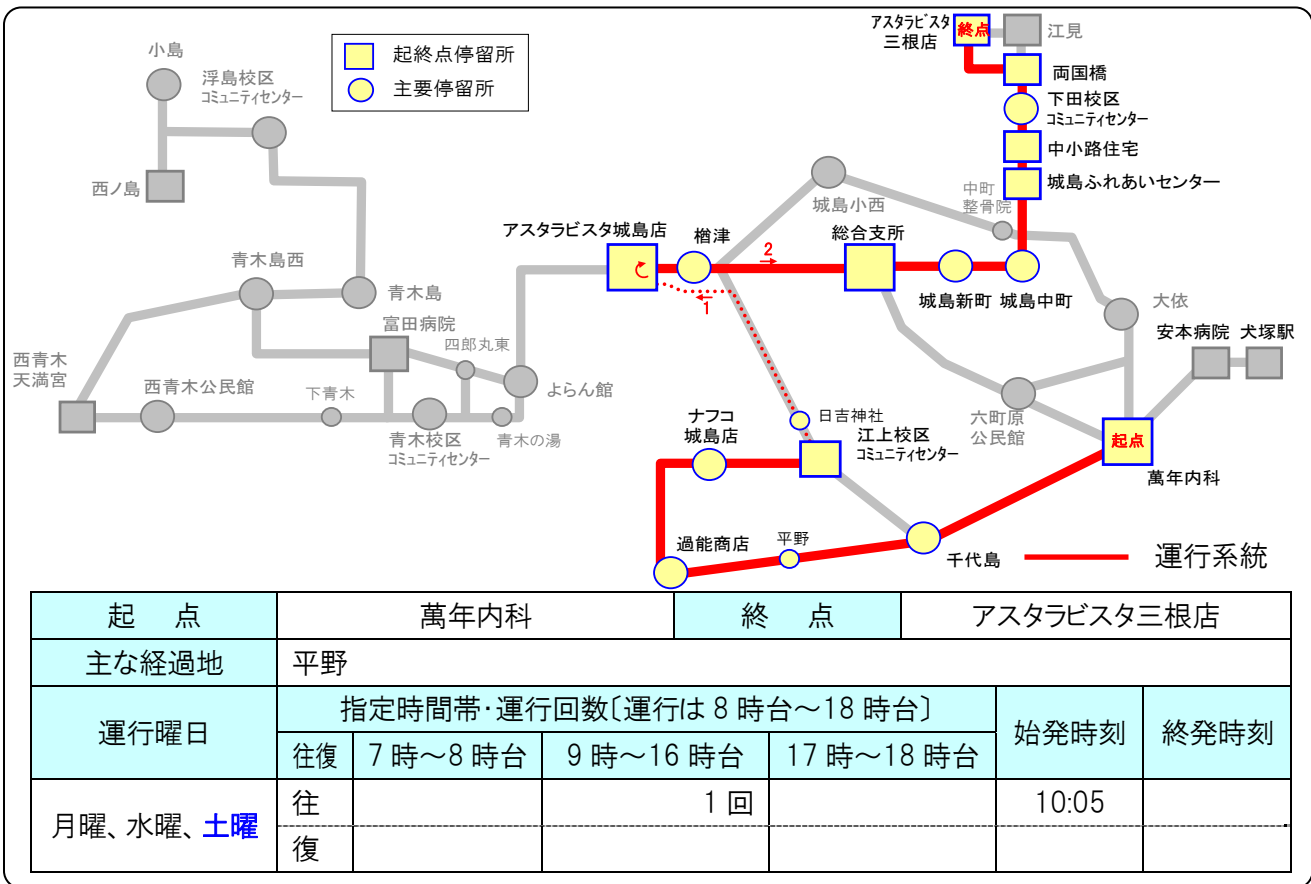 小島
浮島校区
コミュニティセンター
西ノ島
起終点停留所
主要停留所
アスタラビスタ
三根店
終点
江見
両国橋
下田校区
コミュニティセンター
中小路住宅
城島ふれあいセンター
中町
整骨院
城島小西
アスタラビスタ城島店
楢津
2
1
総合支所
城島新町
城島中町
青木島西
青木島
富田病院
四郎丸東
よらん館
西青木
天満宮
西青木公民館
下青木
青木校区
コミュニティセンター
青木の湯
大依
安本病院
犬塚駅
六町原
公民館
起点
萬年内科
日吉神社
ナフコ
城島店
江上校区
コミュニティセンター
過能商店
平野
千代島
運行系統
起 点 萬年内科 終 点 アスタラビスタ三根店
主な経過地 平野
運行曜日 指定時間帯・運行回数〔運行は8時台～18時台〕 始発時刻 終発時刻
往復 7時～8時台 9時～16時台 17時～18時台
月曜、水曜、土曜
往 1回 10:05
復